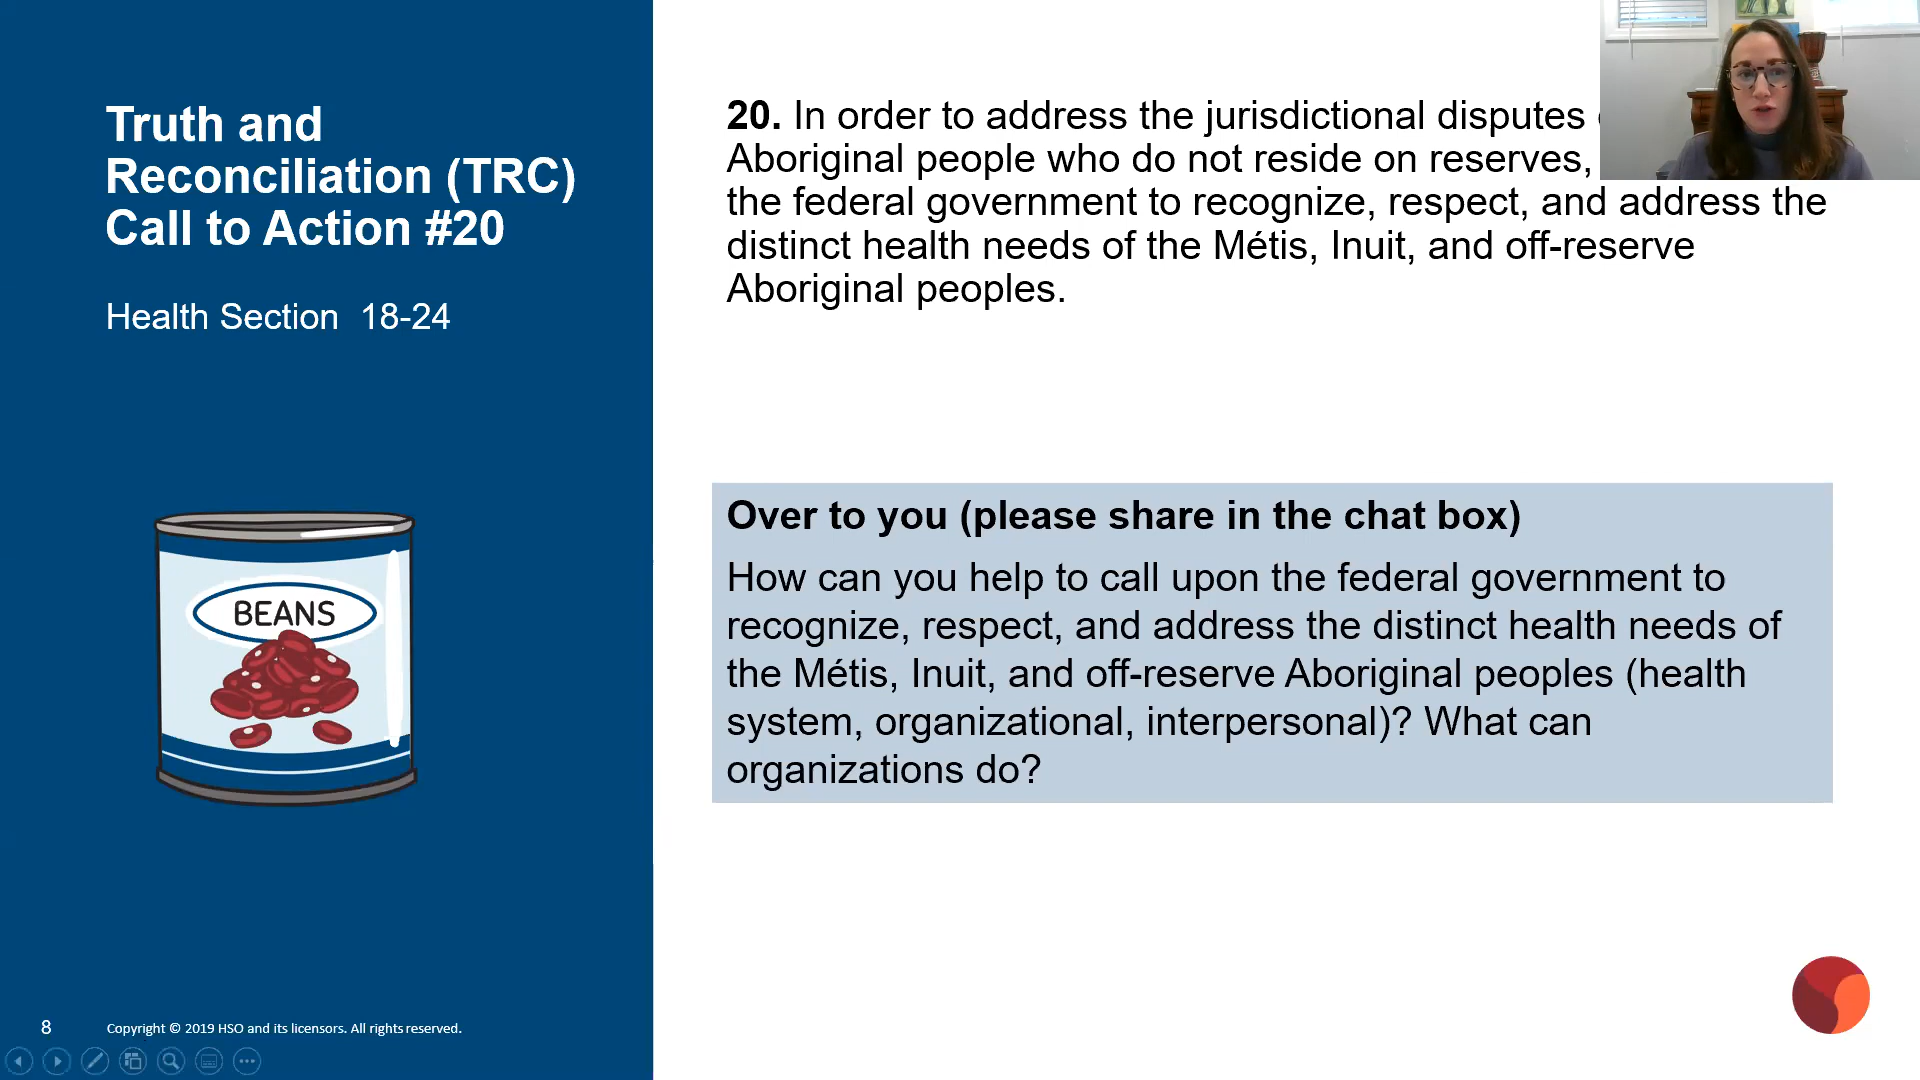 Truth and
Reconciliation (TRC)
Call to Action #20
Health Section 18-24
BEANS
8
Copyright © 2019 HSO and its licensors. All rights reserved.
20. In order to address the jurisdictional disputes
Aboriginal people who do not reside on reserves,
the federal government to recognize, respect, and address the
distinct health needs of the Métis, Inuit, and off-reserve
Aboriginal peoples.
Over to you (please share in the chat box)
How can you help to call upon the federal government to
recognize, respect, and address the distinct health needs of
the Métis, Inuit, and off-reserve Aboriginal peoples (health
system, organizational, interpersonal)? What can
organizations do?